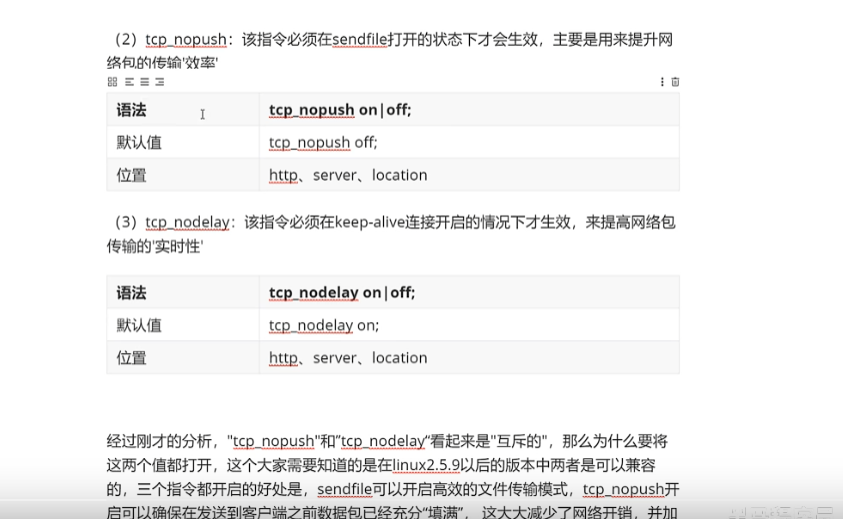 （2）tcp_nopush：该指令必须在sendfile打开的状态下才会生效，主要是用来提升网
络包的传输'效率'
语法 tcp_nopush on|off;
默认值 tcp_nopush off;
位置 http、server、location
（3）tcp_nodelay：该指令必须在keep-alive连接开启的情况下才生效，来提高网络包
传输的'实时性'
语法 tcp_nodelay on|off;
默认值 tcp_nodelay on;
位置 http、server、location
经过刚才的分析，"tcp_nopush"和”tcp_nodelay“看起来是"互斥的"，那么为什么要将
这两个值都打开，这个大家需要知道的是在linux2.5.9以后的版本中两者是可以兼容
的，三个指令都开启的好处是，sendfile可以开启高效的文件传输模式，tcp_nopush开
启可以确保在发送到客户端之前数据包已经充分“填满”， 这大大减少了网络开销，并加